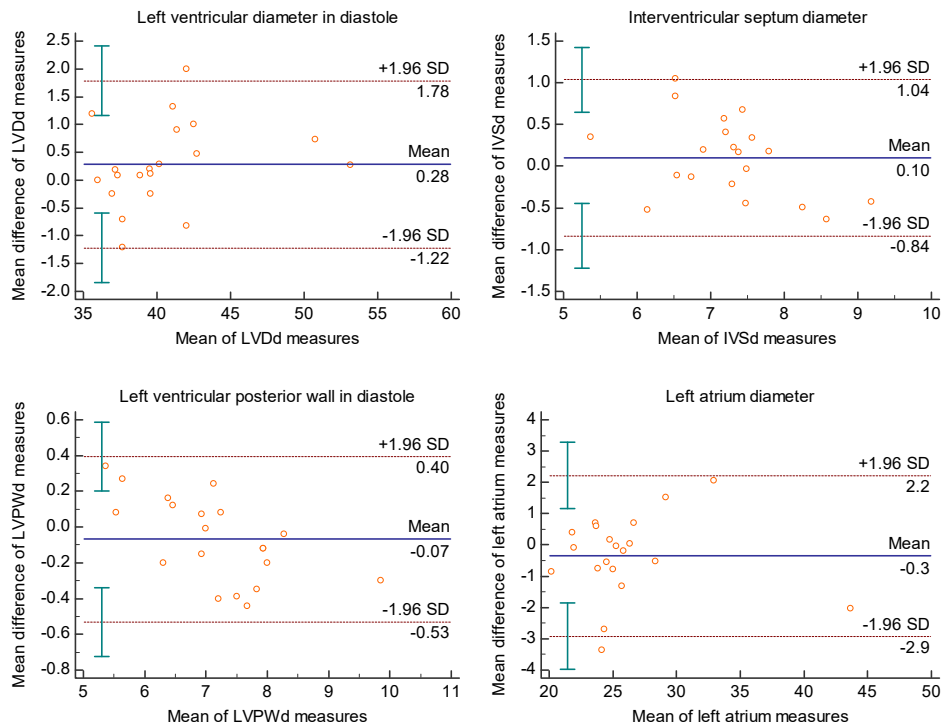 Left ventricular diameter in diastole
Mean difference of LVDd measures
2.5
2.0
1.5
1.0
0.5
0.0
-0.5
-1.0
-1.5
-2.0
+1.96 SD
1.78
Mean
0.28
-1.96 SD
-1.22
35 40 45 50 55 60
Mean of LVDd measures
Interventricular septum diameter
Mean difference of IVSd measures
1.5
1.0
0.5
0.0
-0.5
-1.0
-1.5
+1.96 SD
1.04
Mean
0.10
-1.96 SD
-0.84
5 6 7 8 9 10
Mean of IVSd measures
Left ventricular posterior wall in diastole
Mean difference of LVPWd measures
0.6
0.4
0.2
0.0
-0.2
-0.4
-0.6
-0.8
+1.96 SD
0.40
Mean
-0.07
-1.96 SD
-0.53
5 6 7 8 9 10 11
Mean of LVPWd measures
Left atrium diameter
Mean difference of left atrium measures
4
3
2
1
0
-1
-2
-3
-4
+1.96 SD
2.2
Mean
-0.3
-1.96 SD
-2.9
20 25 30 35 40 45 50
Mean of left atrium measures